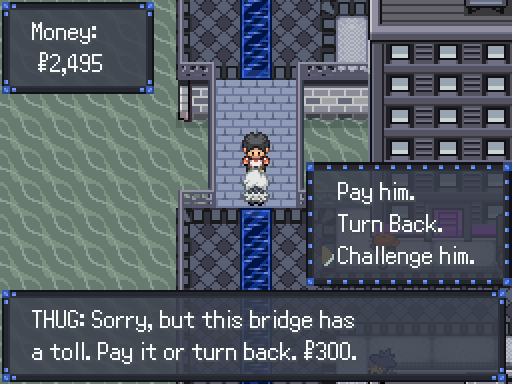 Money:
₽2,495
Pay him.
Turn Back.
Challenge him.
THUG: Sorry, but this bridge has
a toll. Pay it or turn back. ₽300.